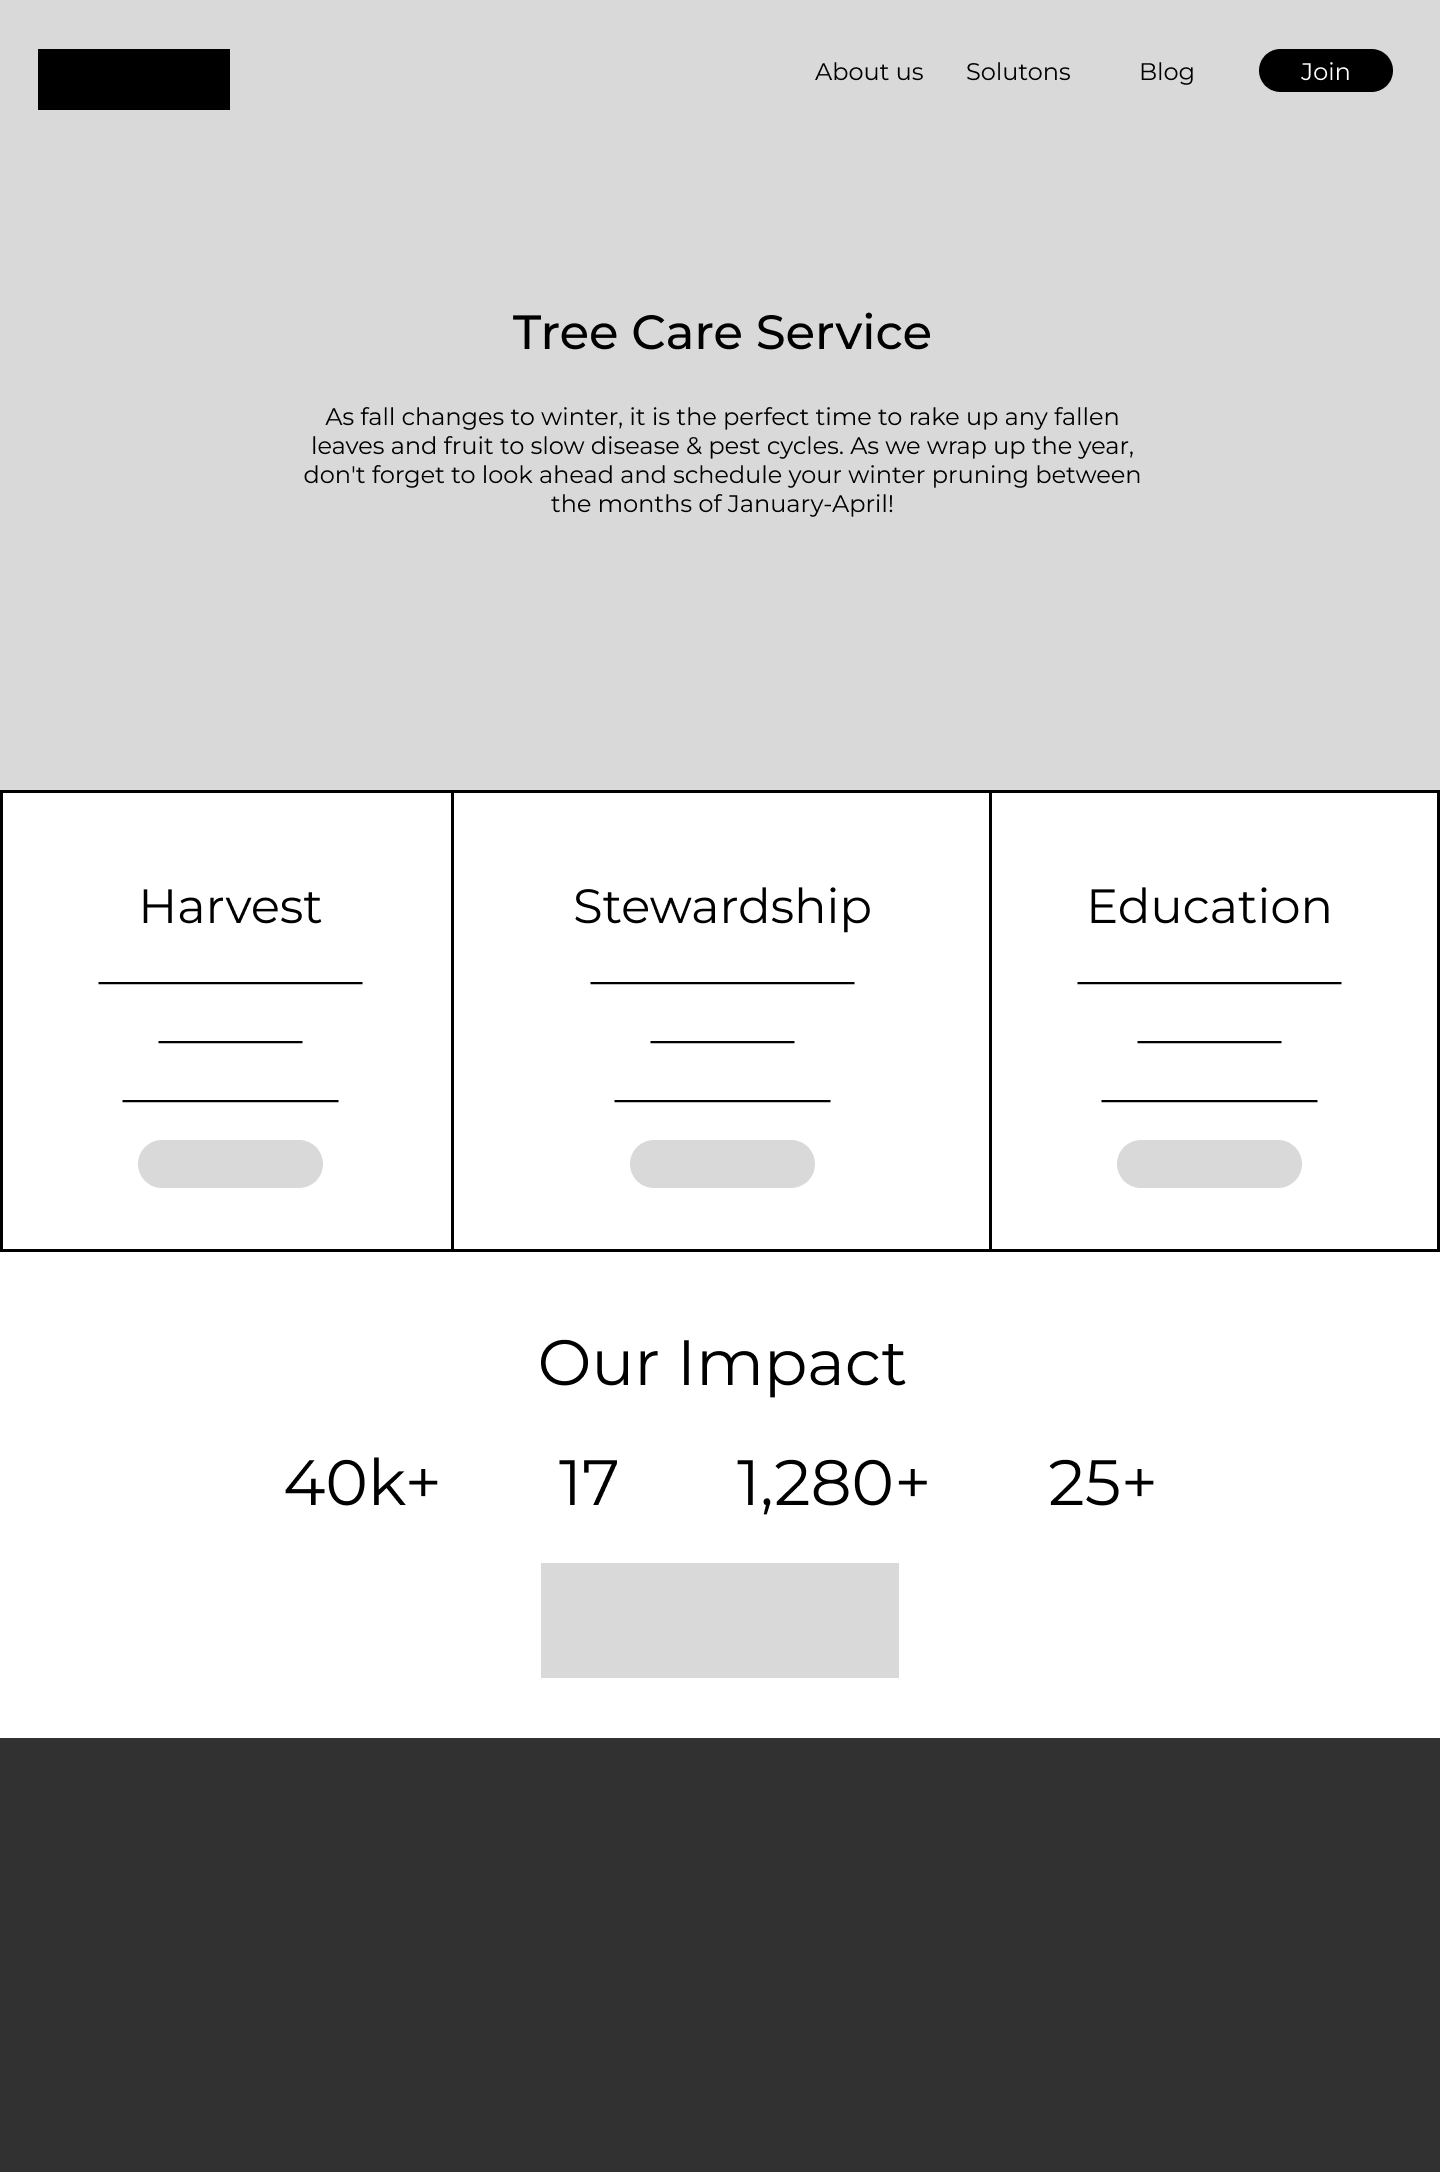 About us Solutons Blog Join
Tree Care Service
As fall changes to winter, it is the perfect time to rake up any fallen
leaves and fruit to slow disease & pest cycles. As we wrap up the year,
don't forget to look ahead and schedule your winter pruning between
the months of January-April!
Harvest Stewardship Education
Our Impact
40k+ 17 1,280+ 25+